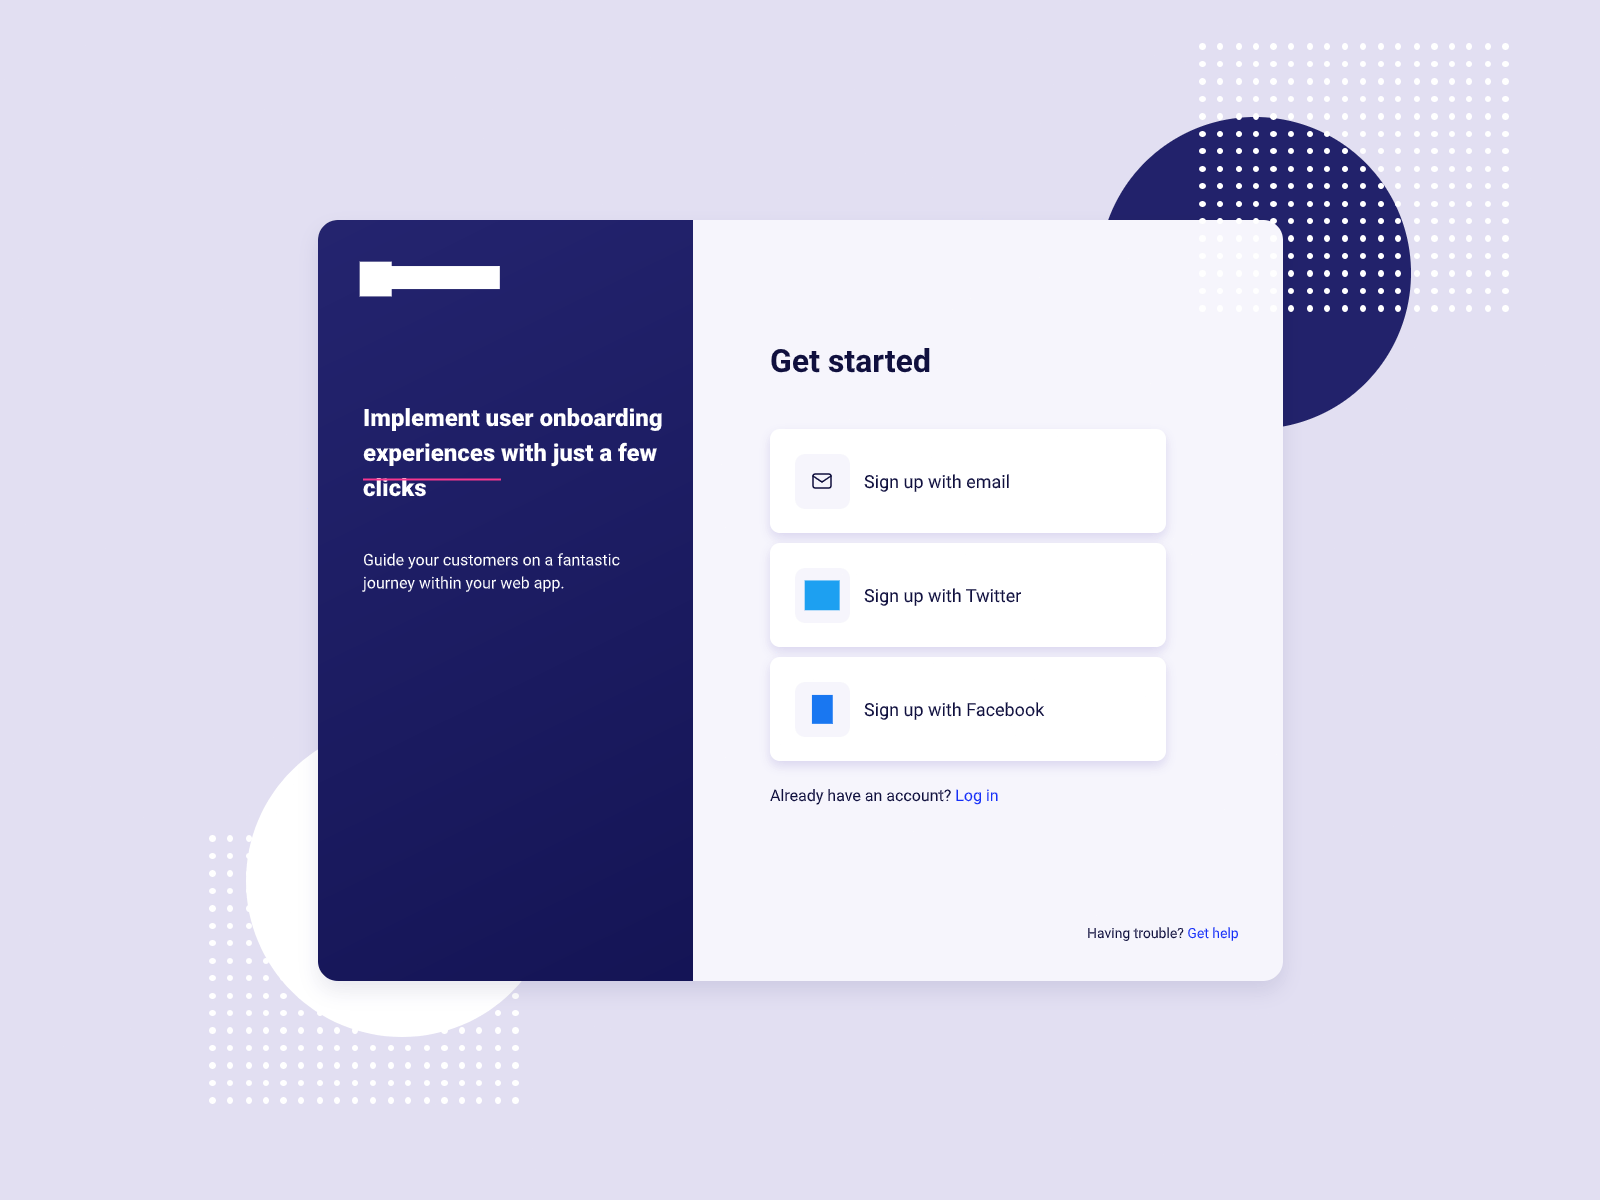 Implement user onboarding
experiences with just a few
clicks
Guide your customers on a fantastic
journey within your web app.
Get started
Sign up with email
Sign up with Twitter
Sign up with Facebook
Already have an account? Log in
Having trouble? Get help